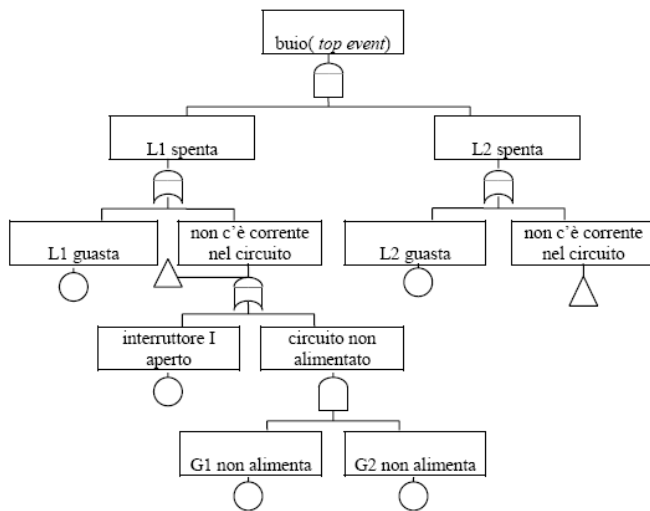 buio( top event)
L1 spenta
L2 spenta
L1 guasta
non c'è corrente
nel circuito
L2 guasta
non c'è corrente
nel circuito
interruttore I
aperto
circuito non
alimentato
G1 non alimenta
G2 non alimenta